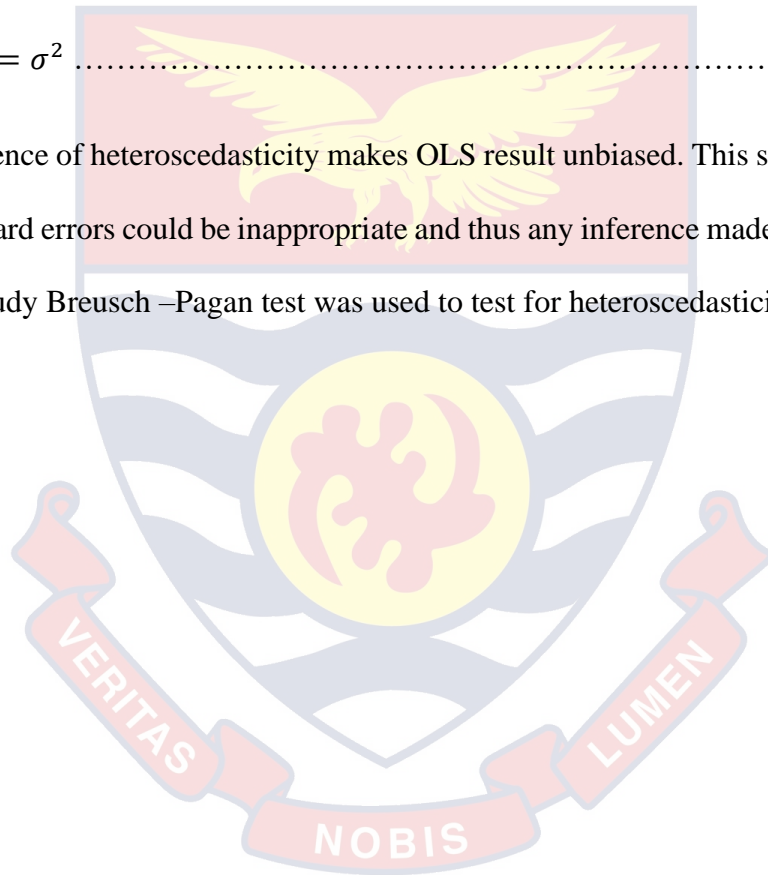 = σ² ………………………………………………………
ence of heteroscedasticity makes OLS result unbiased. This s
ard errors could be inappropriate and thus any inference made
udy Breusch –Pagan test was used to test for heteroscedastici
VERITAS
NOBIS
LUMEN